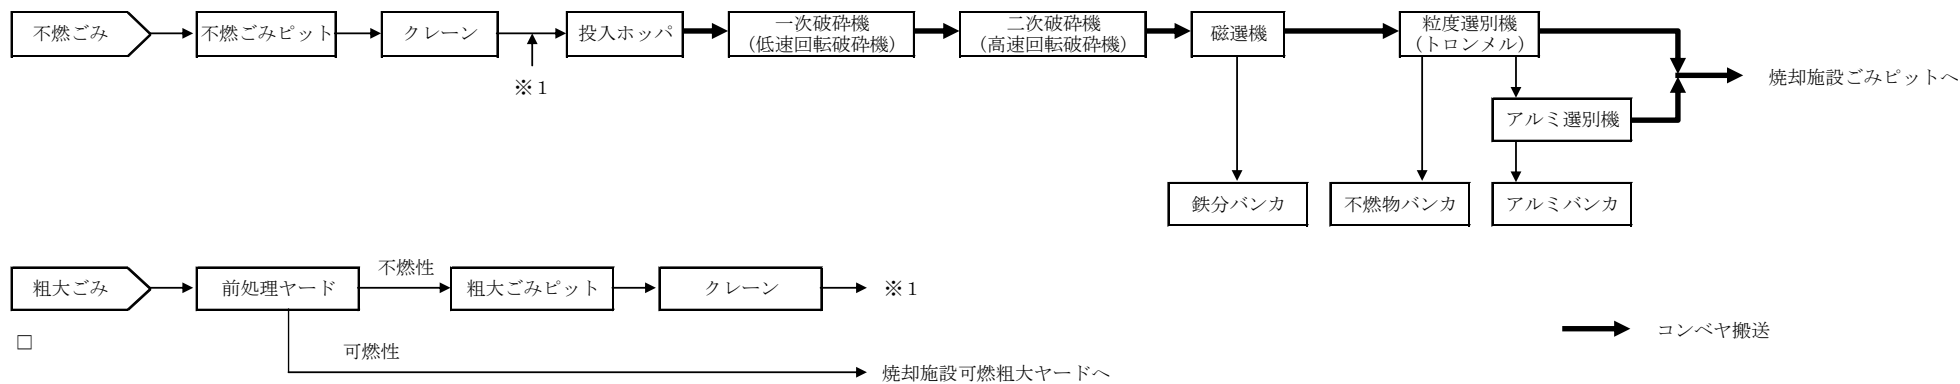 不燃ごみ
不燃ごみピット
クレーン
※1
投入ホッパ
一次破砕機
(低速回転破砕機)
二次破砕機
(高速回転破砕機)
磁選機
粒度選別機
(トロンメル)
焼却施設ごみピットへ
アルミ選別機
鉄分バンカ
不燃物バンカ
アルミバンカ
粗大ごみ
前処理ヤード
不燃性
粗大ごみピット
クレーン
※1
可燃性
焼却施設可燃粗大ヤードへ
コンベヤ搬送